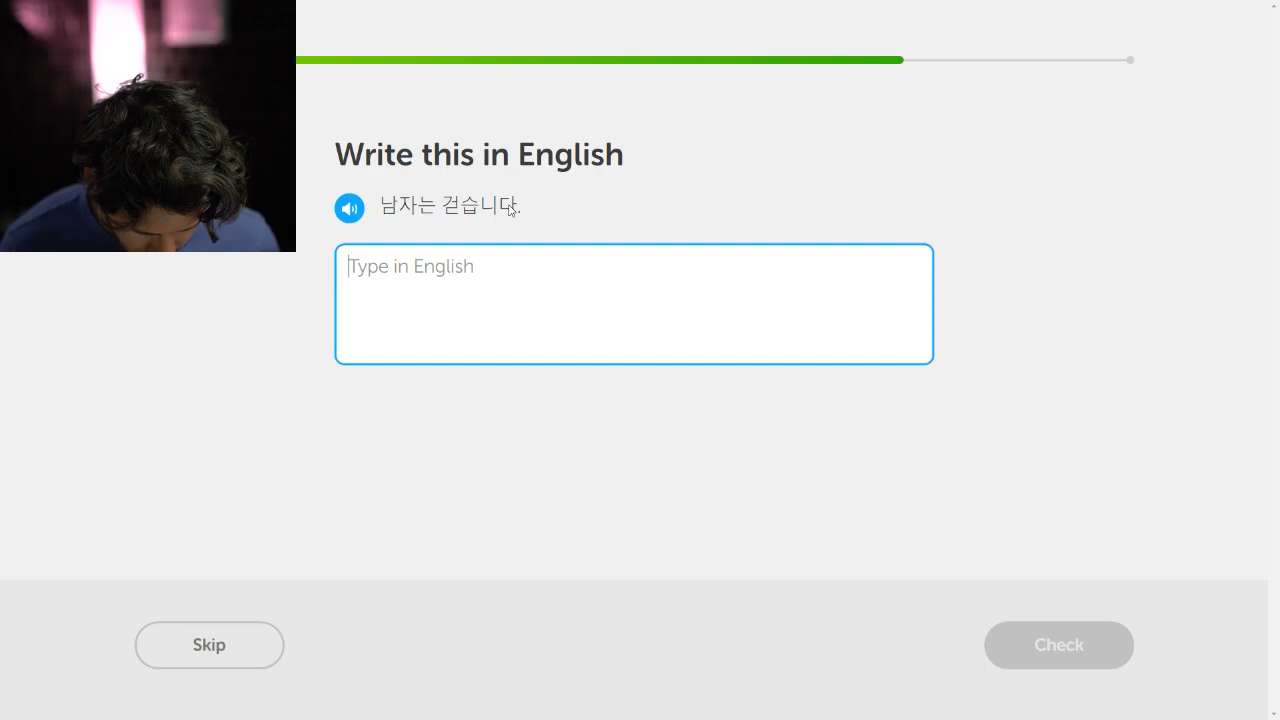 Write this in English
남자는 걷습니다.
Type in English
Skip
Check